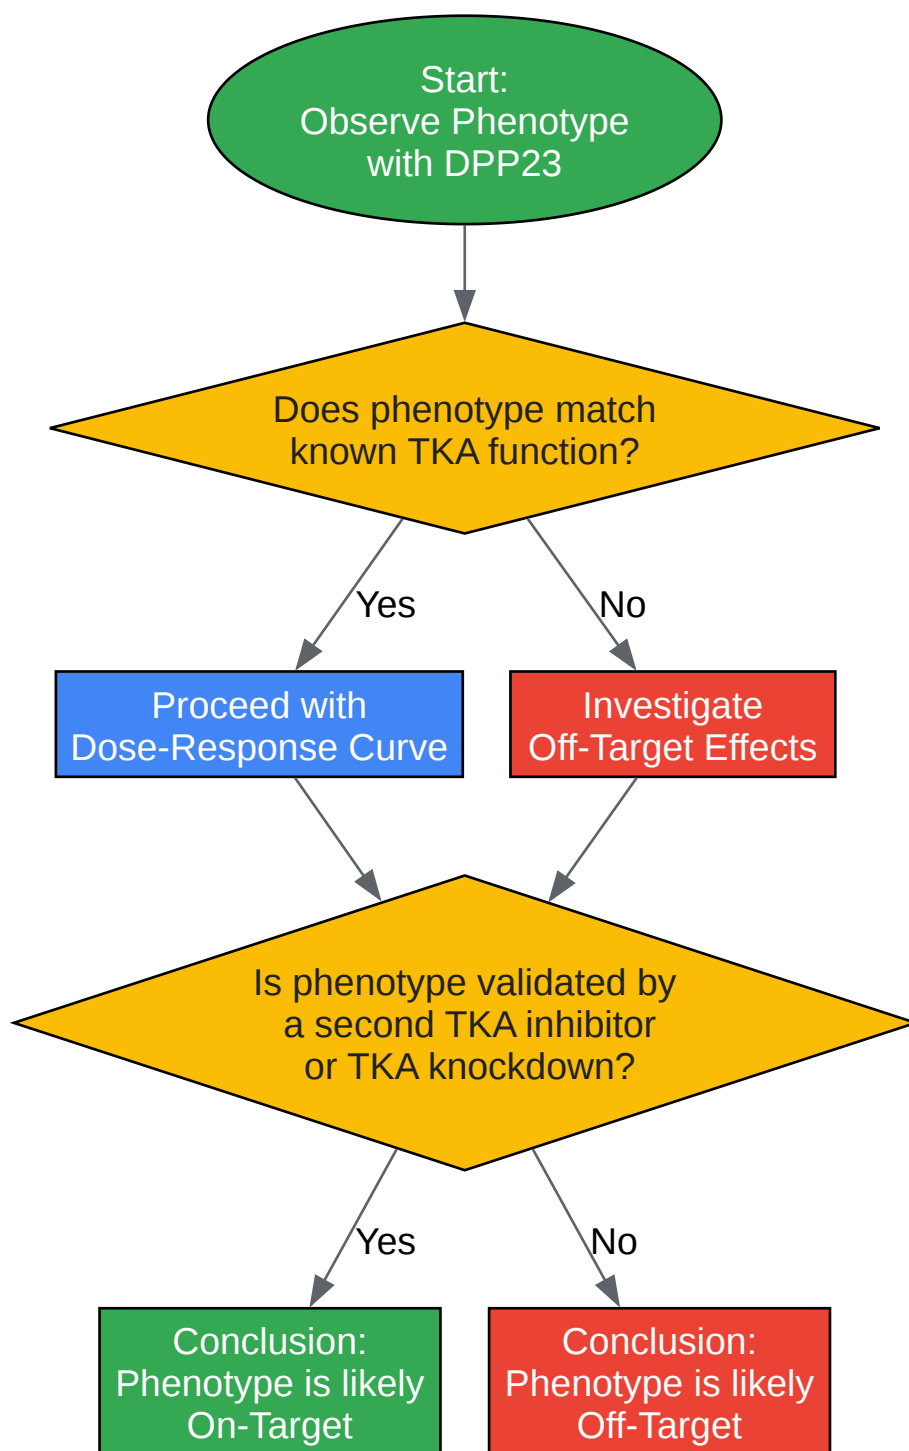 Start:
Observe Phenotype
with DPP23
Does phenotype match
known TKA function?
Yes
No
Proceed with
Dose-Response Curve
Investigate
Off-Target Effects
Is phenotype validated by
a second TKA inhibitor
or TKA knockdown?
Yes
No
Conclusion:
Phenotype is likely
On-Target
Conclusion:
Phenotype is likely
Off-Target